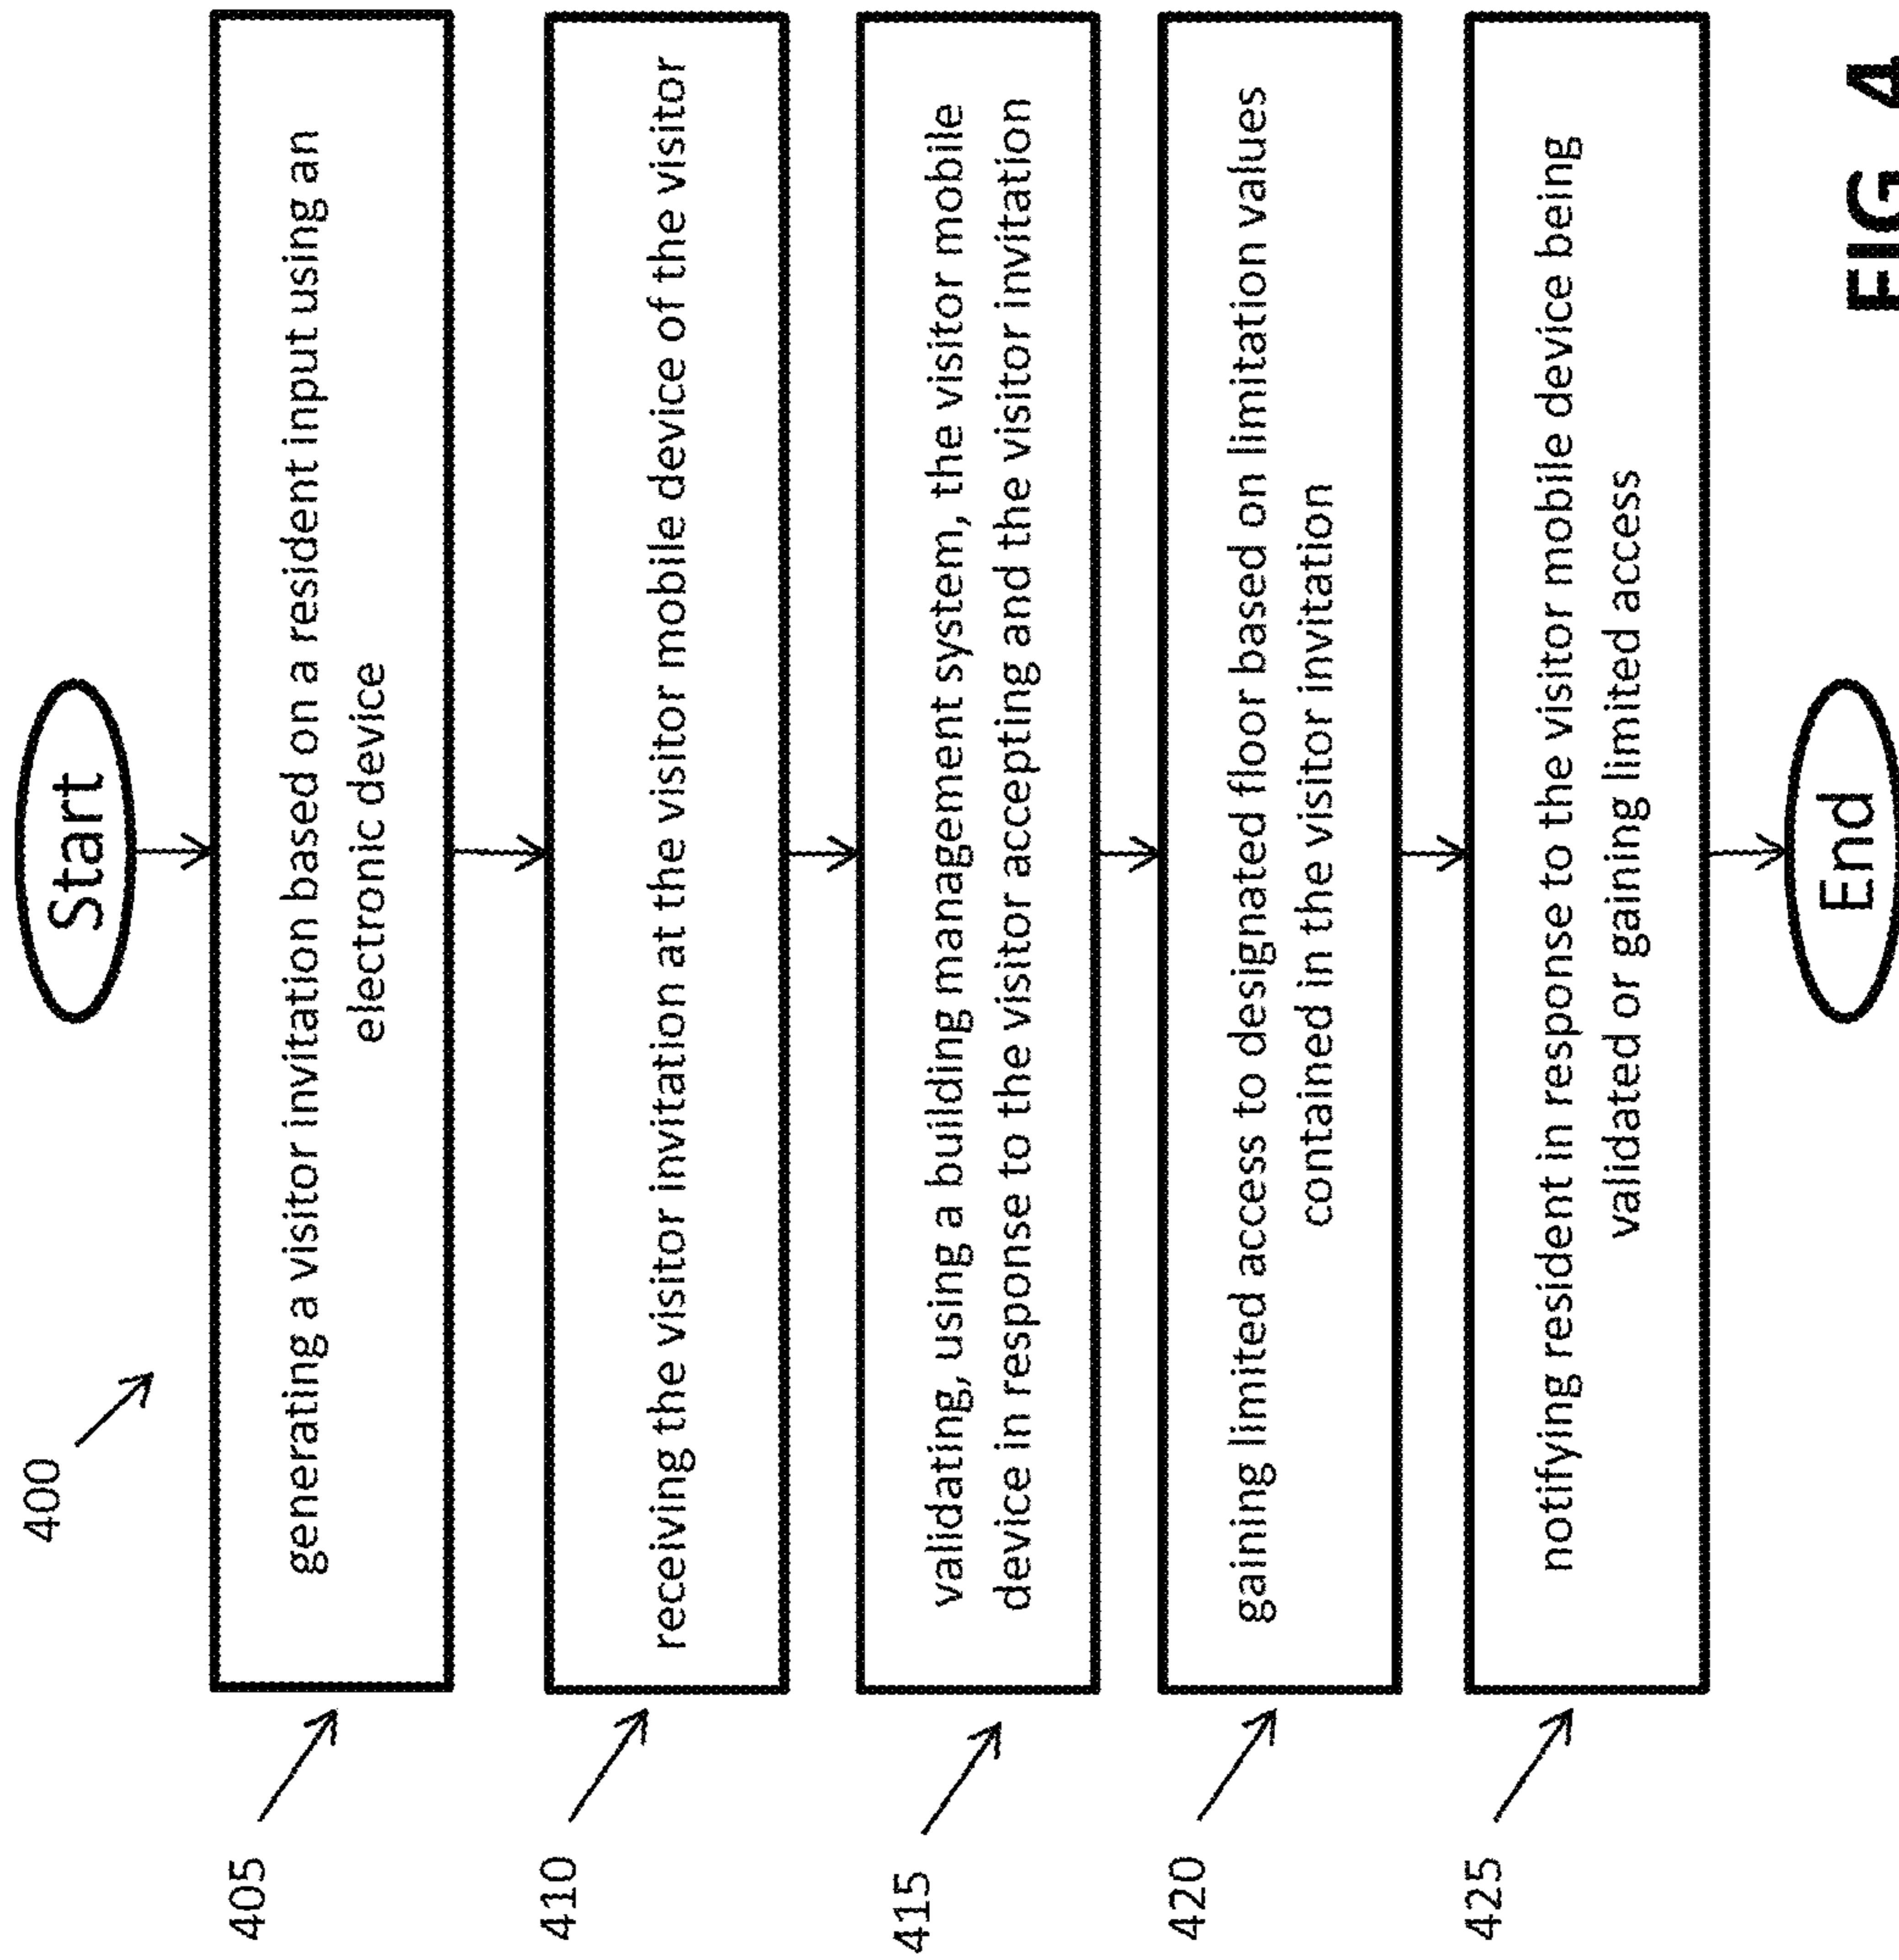 400
Start
405
generating a visitor invitation based on a resident input using an
electronic device
410
receiving the visitor invitation at the visitor mobile device of the visitor
415
validating, using a building management system, the visitor mobile
device in response to the visitor accepting and the visitor invitation
420
gaining limited access to designated floor based on limitation values
contained in the visitor invitation
425
notifying resident in response to the visitor mobile device being
validated or gaining limited access
End
FIG 4